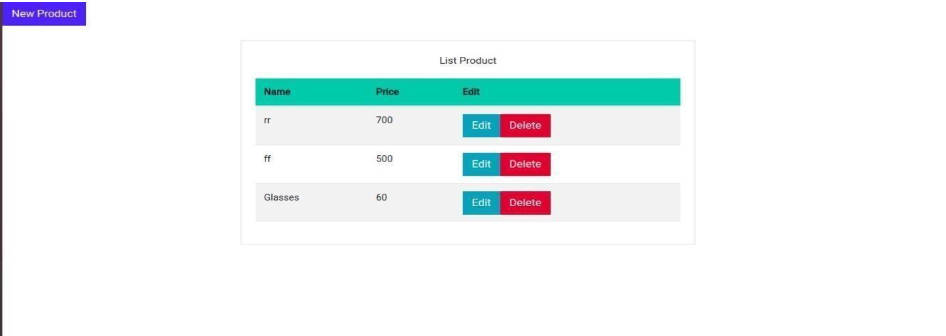 New Product
List Product
Name Price Edit
rr 700 Edit Delete
ff 500 Edit Delete
Glasses 60 Edit Delete